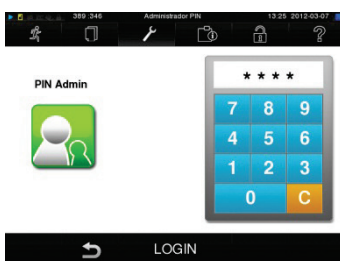 389 :346 Administrador PIN 13:25 2012-03-07
?
PIN Admin
* * * *
7 8 9
4 5 6
1 2 3
0 C
LOGIN